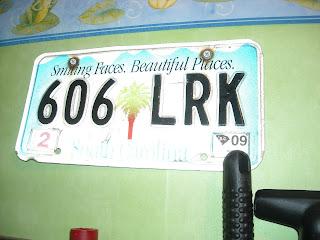 Smiling Faces. Beautiful Places.
606 LRK
2 09
South Carolina